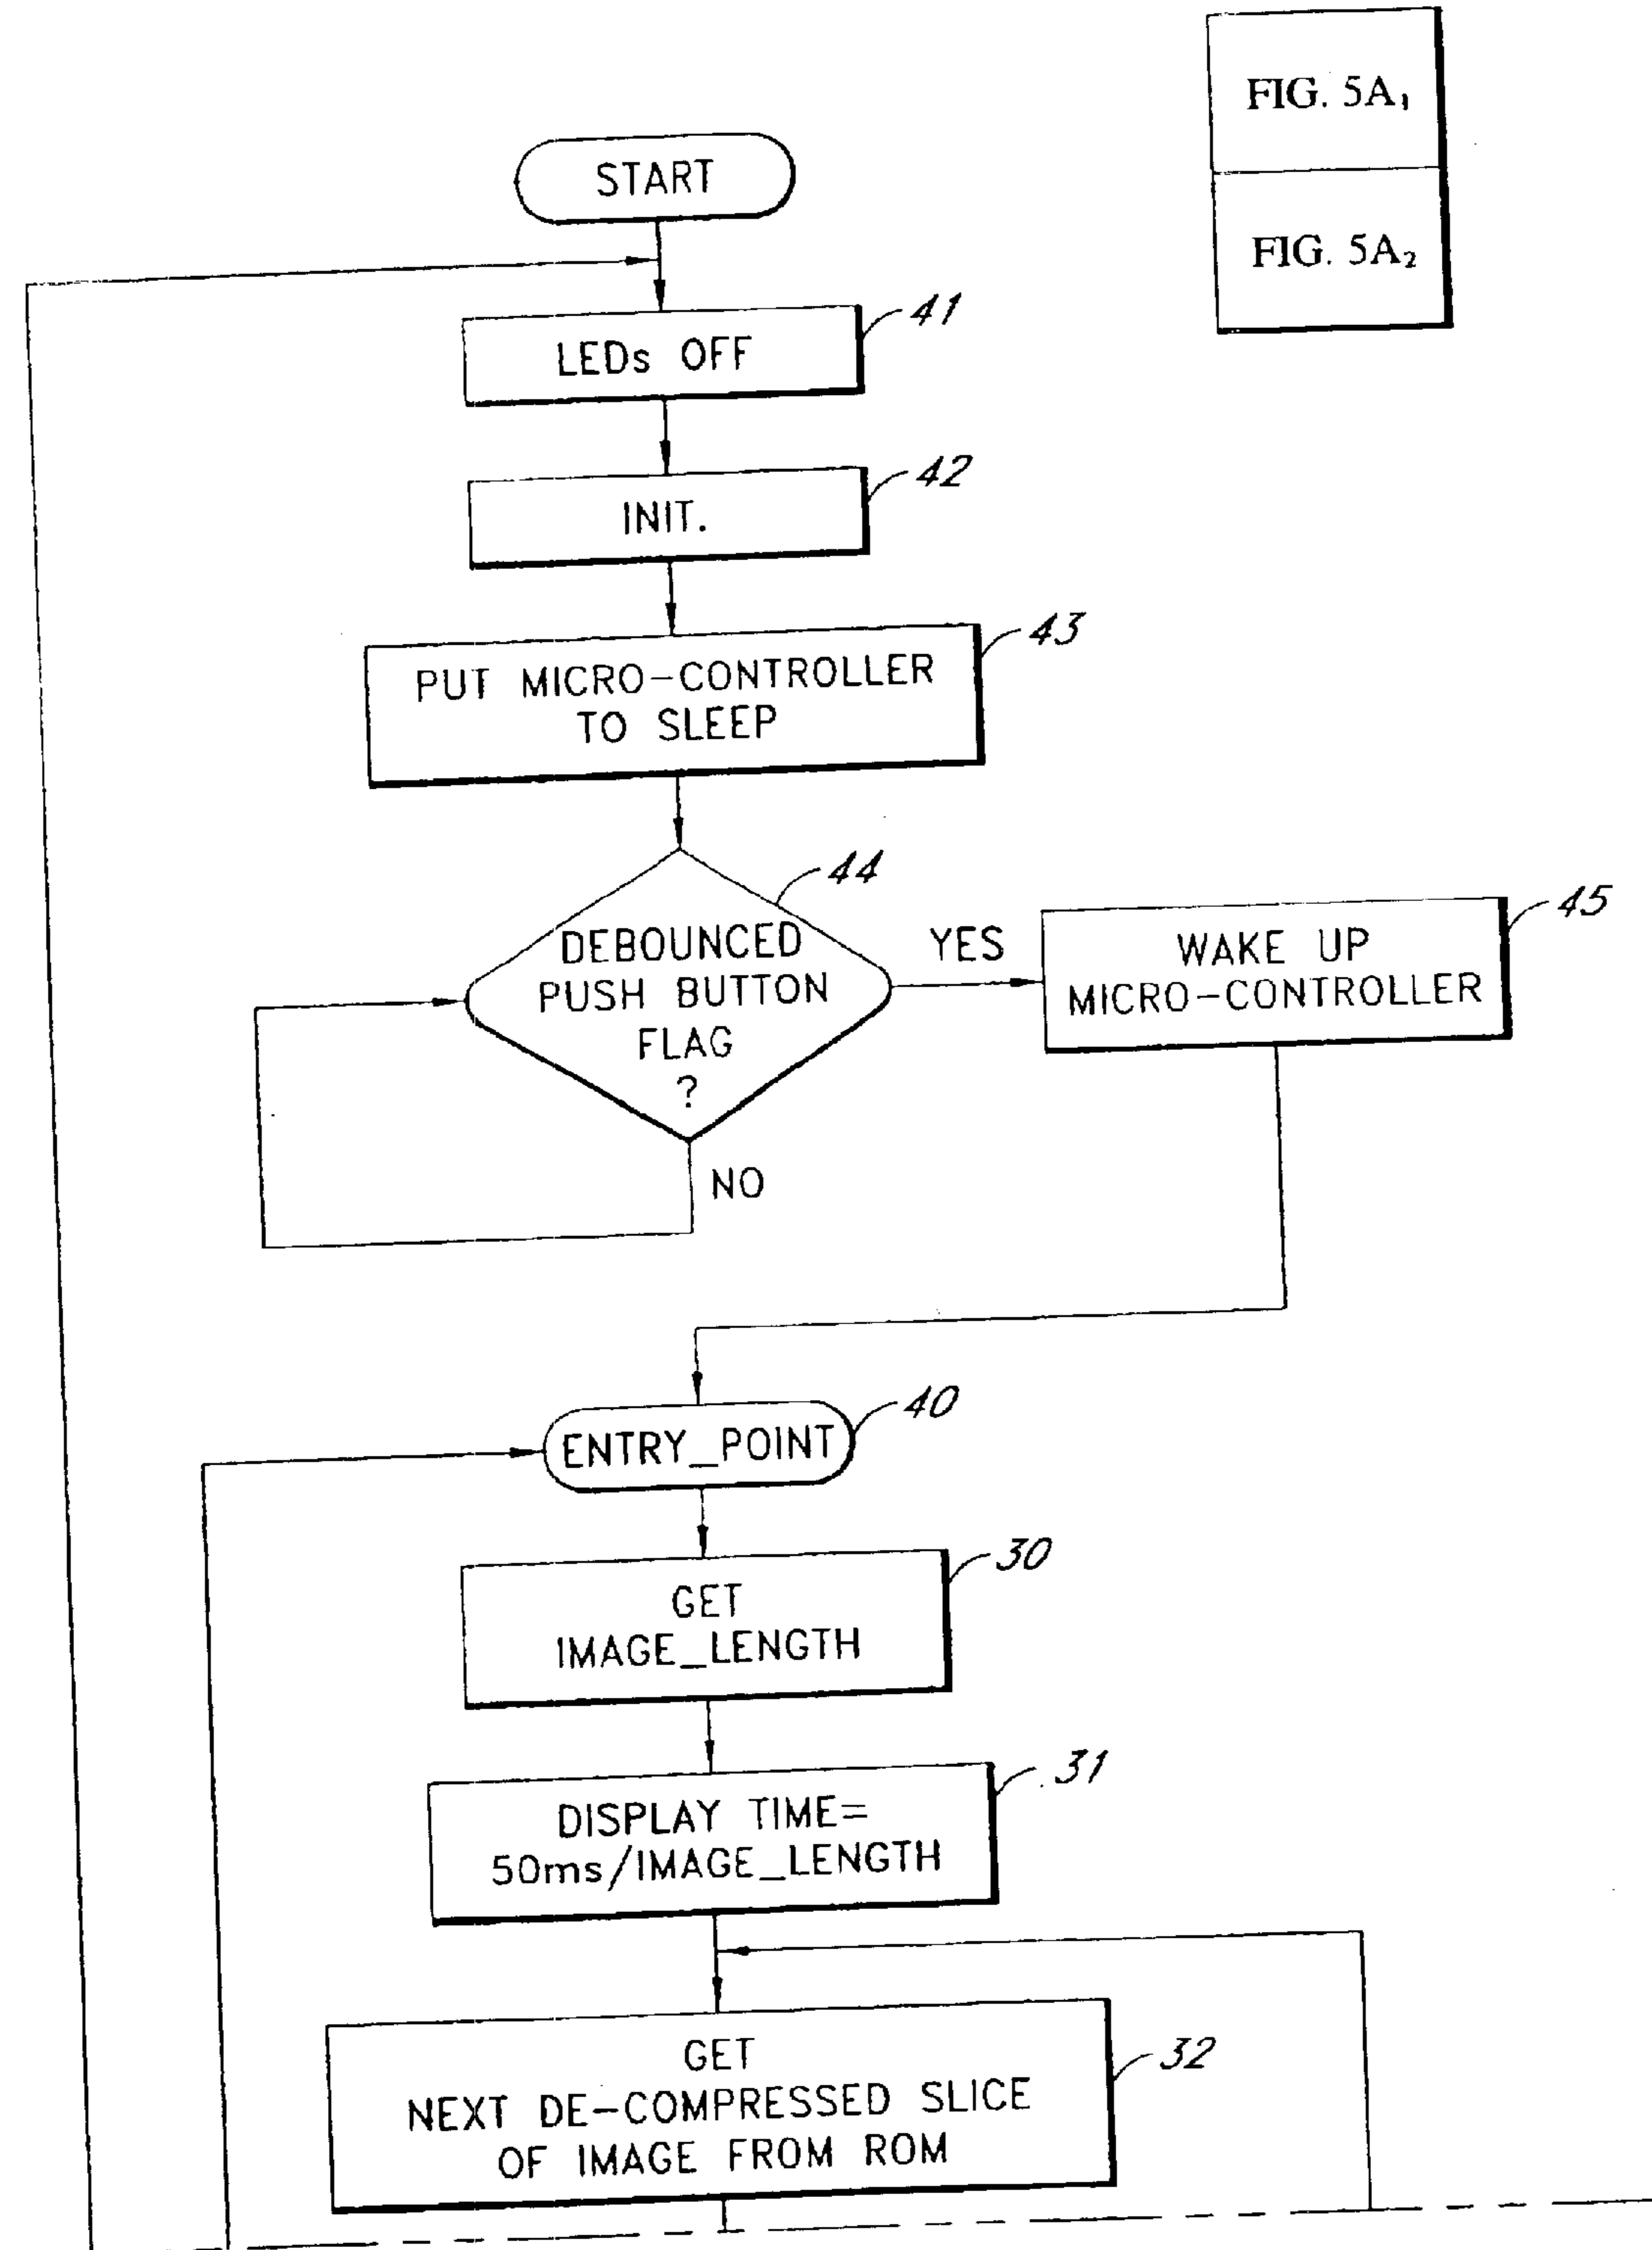 FIG. 5A₁
FIG. 5A₂
START
LEDs OFF
41
INIT.
42
PUT MICRO-CONTROLLER
TO SLEEP
43
DEBOUNCED
PUSH BUTTON
FLAG
?
44
YES
NO
WAKE UP
MICRO-CONTROLLER
45
ENTRY_POINT
40
GET
IMAGE_LENGTH
30
DISPLAY TIME=
50ms/IMAGE_LENGTH
31
GET
NEXT DE-COMPRESSED SLICE
OF IMAGE FROM ROM
32